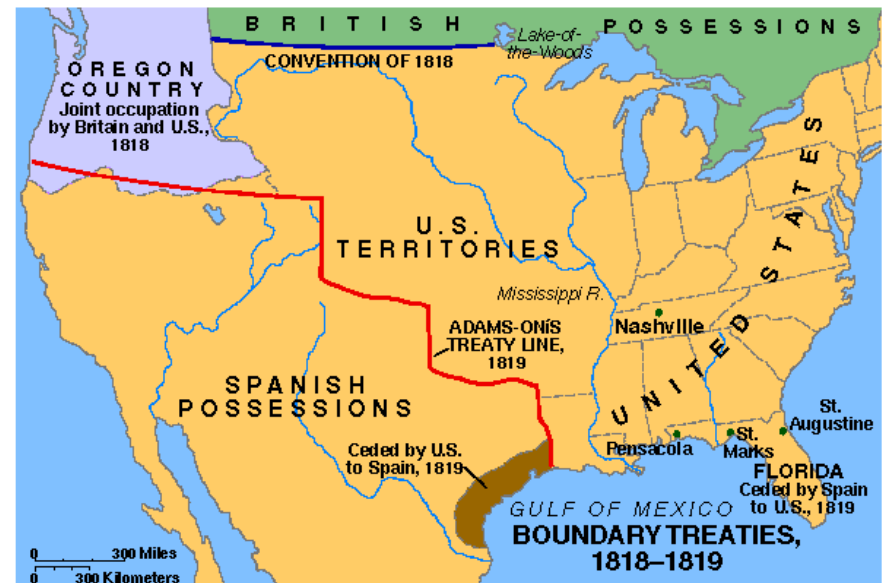 BRITISH POSSESSIONS
Lake-of-
the-Woods
CONVENTION OF 1818
OREGON
COUNTRY
Joint occupation
by Britain and U.S.,
1818
U.S.
TERRITORIES
UNITED STATES
Mississippi R.
Nashville
ADAMS-ONíS
TREATY LINE,
1819
SPANISH
POSSESSIONS
Ceded by U.S.
to Spain, 1819
Pensacola
St.
Marks
St.
Augustine
FLORIDA
Ceded by Spain
to U.S., 1819
GULF OF MEXICO
BOUNDARY TREATIES,
1818–1819
0 300 Miles
0 300 Kilometers